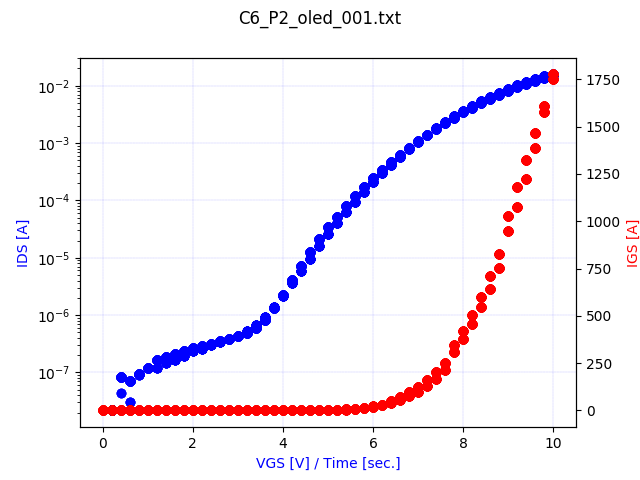 C6_P2_oled_001.txt
10⁻²
10⁻³
10⁻⁴
10⁻⁵
10⁻⁶
10⁻⁷
IDS [A]
1750
1500
1250
1000
750
500
250
0
IGS [A]
0 2 4 6 8 10
VGS [V] / Time [sec.]